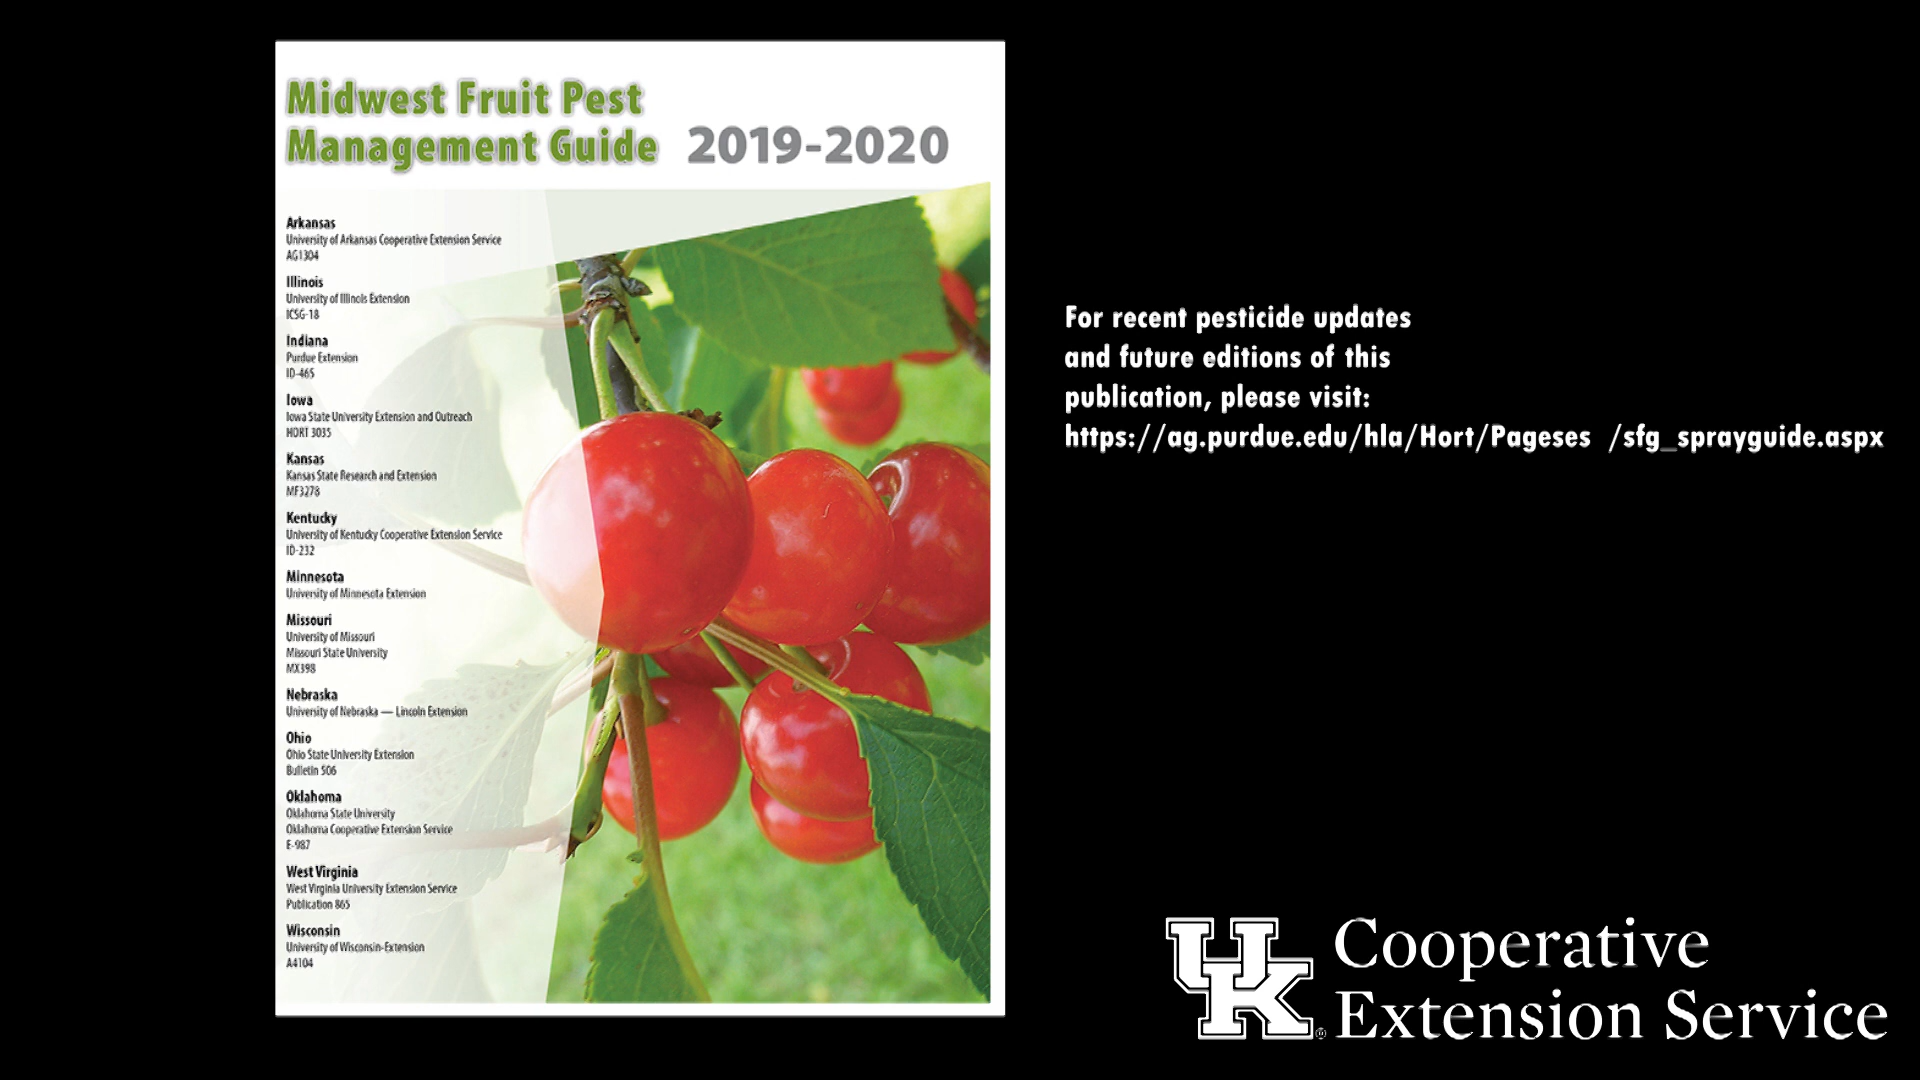 Midwest Fruit Pest
Management Guide 2019-2020
Arkansas
University of Arkansas Cooperative Extension Service
AG1304
Illinois
University of Illinois Extension
ICSG-18
Indiana
Purdue Extension
ID-465
Iowa
Iowa State University Extension and Outreach
HORT 3035
Kansas
Kansas State Research and Extension
MF3278
Kentucky
University of Kentucky Cooperative Extension Service
ID-232
Minnesota
University of Minnesota Extension
Missouri
University of Missouri
Missouri State University
MX398
Nebraska
University of Nebraska — Lincoln Extension
Ohio
Ohio State University Extension
Bulletin 506
Oklahoma
Oklahoma State University
Oklahoma Cooperative Extension Service
E-987
West Virginia
West Virginia University Extension Service
Publication 865
Wisconsin
University of Wisconsin-Extension
A4104
For recent pesticide updates
and future editions of this
publication, please visit:
https://ag.purdue.edu/hla/Hort/Pageses /sfg_sprayguide.aspx
UK® Cooperative
Extension Service